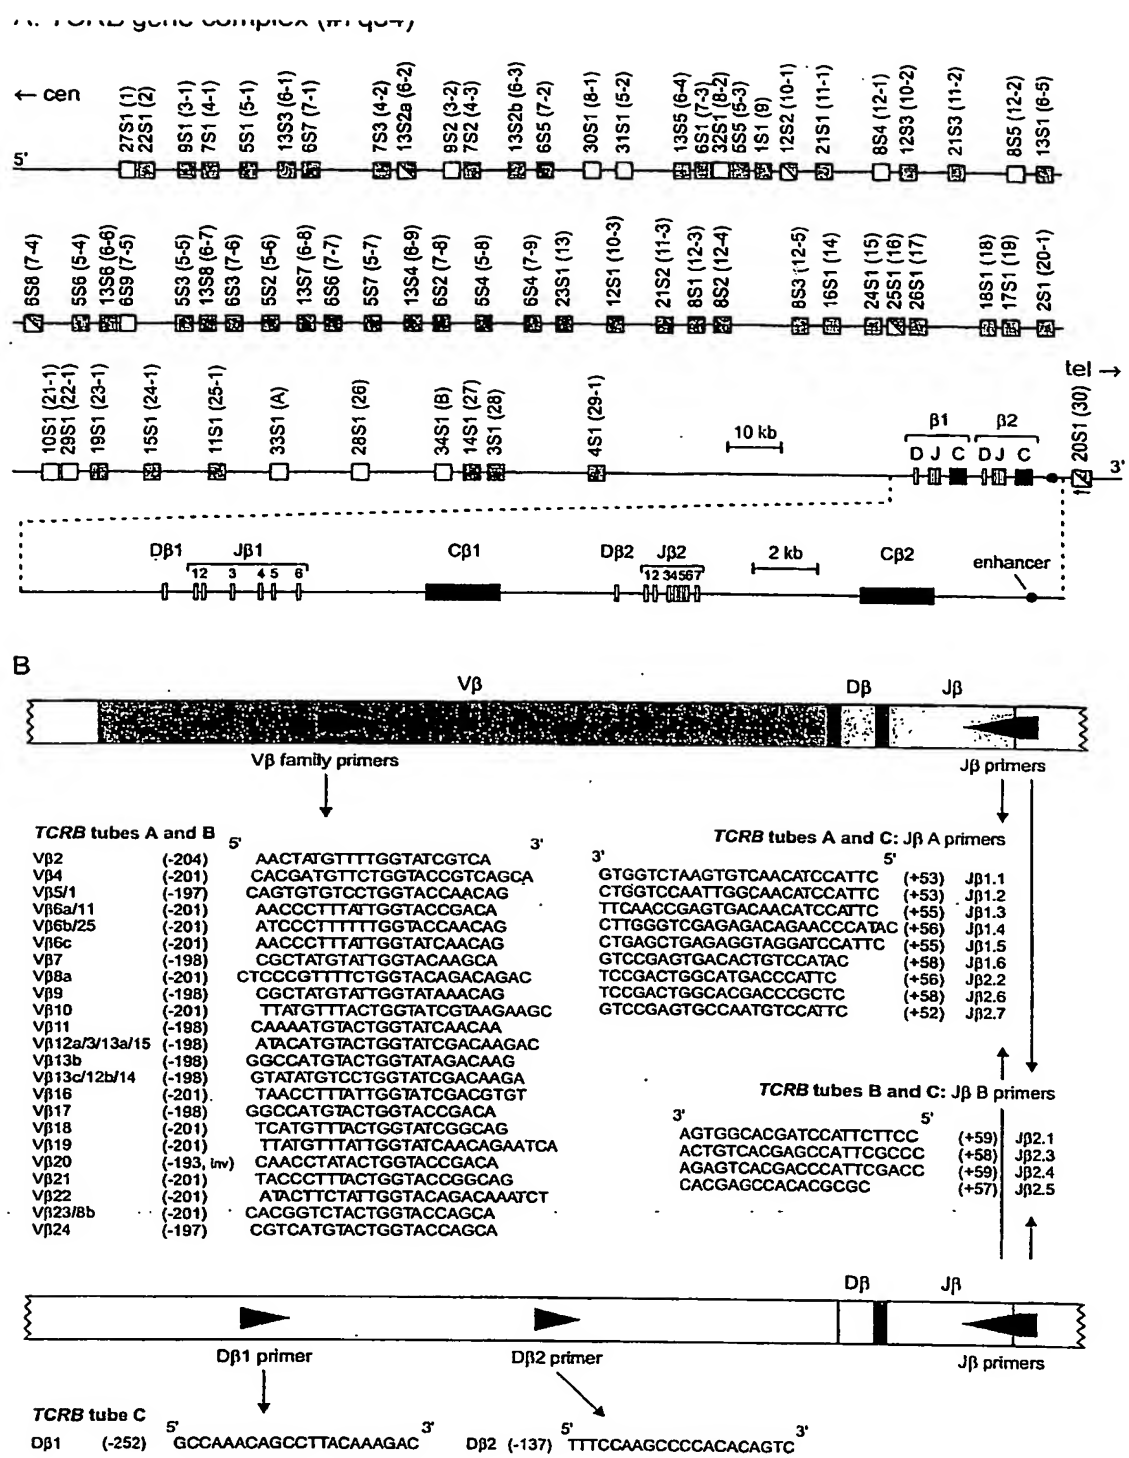 A. TCRB gene complex (#7q34)
← cen
27S1 (1) 22S1 (2) 9S1 (3-1) 7S1 (4-1) 5S1 (5-1) 13S3 (6-1) 6S7 (7-1) 7S3 (4-2) 13S2a (6-2) 9S2 (3-2) 7S2 (4-3) 13S2b (6-3) 6S5 (7-2) 30S1 (8-1) 31S1 (5-2) 13S5 (6-4) 6S1 (7-3) 32S1 (8-2) 5S5 (5-3) 1S1 (9) 12S2 (10-1) 21S1 (11-1) 8S4 (12-1) 12S3 (10-2) 21S3 (11-2) 8S5 (12-2) 13S1 (6-5)
5'
6S8 (7-4) 5S6 (5-4) 13S6 (6-6) 6S9 (7-5) 5S3 (5-5) 13S8 (6-7) 6S3 (7-6) 5S2 (5-6) 13S7 (6-8) 6S6 (7-7) 5S7 (5-7) 13S4 (6-9) 6S2 (7-8) 5S4 (5-8) 6S4 (7-9) 23S1 (13) 12S1 (10-3) 21S2 (11-3) 8S1 (12-3) 8S2 (12-4) 8S3 (12-5) 16S1 (14) 24S1 (15) 25S1 (16) 26S1 (17) 18S1 (18) 17S1 (19) 2S1 (20-1)
tel →
10S1 (21-1) 29S1 (22-1) 19S1 (23-1) 15S1 (24-1) 11S1 (25-1) 33S1 (A) 28S1 (26) 34S1 (B) 14S1 (27) 3S1 (28) 4S1 (29-1) 20S1 (30)
10 kb β1 β2
D J C D J C 3'
Dβ1 Jβ1 Cβ1 Dβ2 Jβ2 2 kb Cβ2 enhancer
12 3 4 5 6 12 34567
B
Vβ Dβ Jβ
Vβ family primers Jβ primers
TCRB tubes A and B
5' 3'
Vβ2 (-204) AACTATGTTTTGGTATCGTCA
Vβ4 (-201) CACGATGTTCTGGTACCGTCAGCA
Vβ5/1 (-197) CAGTGTGTCCTGGTACCAACAG
Vβ6a/11 (-201) AACCCTTTATTGGTACCGACA
Vβ6b/25 (-201) ATCCCTTTTTTGGTACCAACAG
Vβ6c (-201) AACCCTTTATTGGTATCAACAG
Vβ7 (-198) CGCTATGTATTGGTACAAGCA
Vβ8a (-201) CTCCCGTTTTCTGGTACAGACAGAC
Vβ9 (-198) CGCTATGTATTGGTATAAACAG
Vβ10 (-201) TTATGTTTACTGGTATCGTAAGAAGC
Vβ11 (-198) CAAAATGTACTGGTATCAACAA
Vβ12a/3/13a/15 (-198) ATACATGTACTGGTATCGACAAGAC
Vβ13b (-198) GGCCATGTACTGGTATAGACAAG
Vβ13c/12b/14 (-198) GTATATGTCCTGGTATCGACAAGA
Vβ16 (-201) TAACCTTTATTGGTATCGACGTGT
Vβ17 (-198) GGCCATGTACTGGTACCGACA
Vβ18 (-201) TCATGTTTACTGGTATCGGCAG
Vβ19 (-201) TTATGTTTATTGGTATCAACAGAATCA
Vβ20 (-193, inv) CAACCTATACTGGTACCGACA
Vβ21 (-201) TACCCTTTACTGGTACCGGCAG
Vβ22 (-201) ATACTTCTATTGGTACAGACAAATCT
Vβ23/8b (-201) CACGGTCTACTGGTACCAGCA
Vβ24 (-197) CGTCATGTACTGGTACCAGCA
TCRB tubes A and C: Jβ A primers
3' 5'
GTGGTCTAAGTGTCAACATCCATTC (+53) Jβ1.1
CTGGTCCAATTGGCAACATCCATTC (+53) Jβ1.2
TTCAACCGAGTGACAACATCCATTC (+55) Jβ1.3
CTTGGGTCGAGAGACAGAACCCATAC (+56) Jβ1.4
CTGAGCTGAGAGGTAGGATCCATTC (+55) Jβ1.5
GTCCGAGTGACACTGTCCATAC (+58) Jβ1.6
TCCGACTGGCATGACCCATTC (+56) Jβ2.2
TCCGACTGGCACGACCCGCTC (+58) Jβ2.6
GTCCGAGTGCCAATGTCCATTC (+52) Jβ2.7
TCRB tubes B and C: Jβ B primers
3' 5'
AGTGGCACGATCCATTCTTCC (+59) Jβ2.1
ACTGTCACGAGCCATTCGCCC (+58) Jβ2.3
AGAGTCACGACCCATTCGACC (+59) Jβ2.4
CACGAGCCACACGCGC (+57) Jβ2.5
Dβ Jβ
Dβ1 primer Dβ2 primer Jβ primers
TCRB tube C
5' 3' 5' 3'
Dβ1 (-252) GCCAAACAGCCTTACAAAGAC Dβ2 (-137) TTTCCAAGCCCCACACAGTC